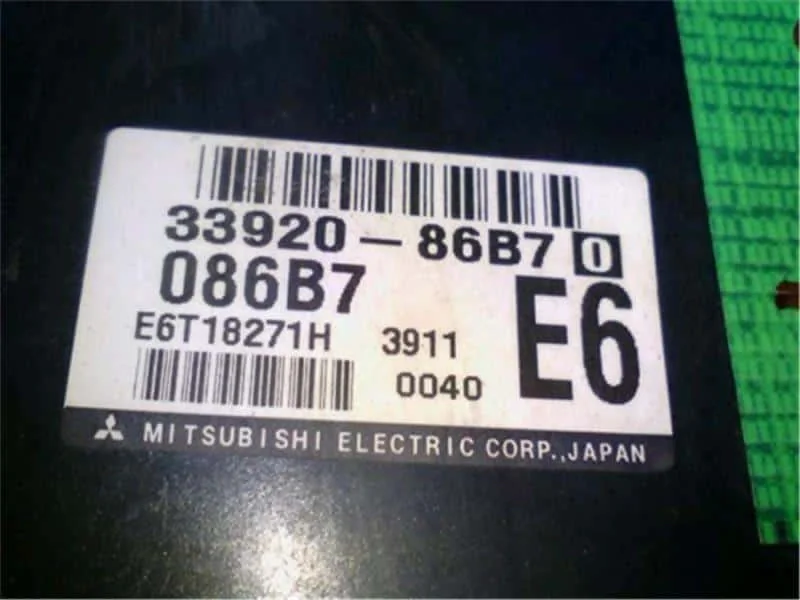 33920-86B7 0
086B7
E6
E6T18271H 3911
0040
MITSUBISHI ELECTRIC CORP.,JAPAN